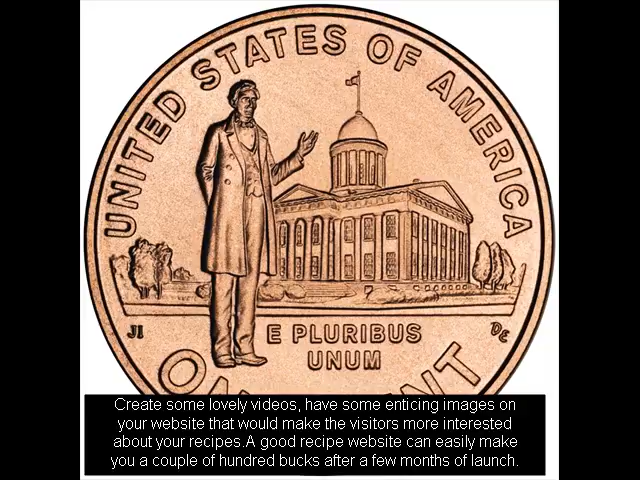 UNITED STATES OF AMERICA
JI
E PLURIBUS
UNUM
DE
Create some lovely videos, have some enticing images on
your website that would make the visitors more interested
about your recipes.A good recipe website can easily make
you a couple of hundred bucks after a few months of launch.